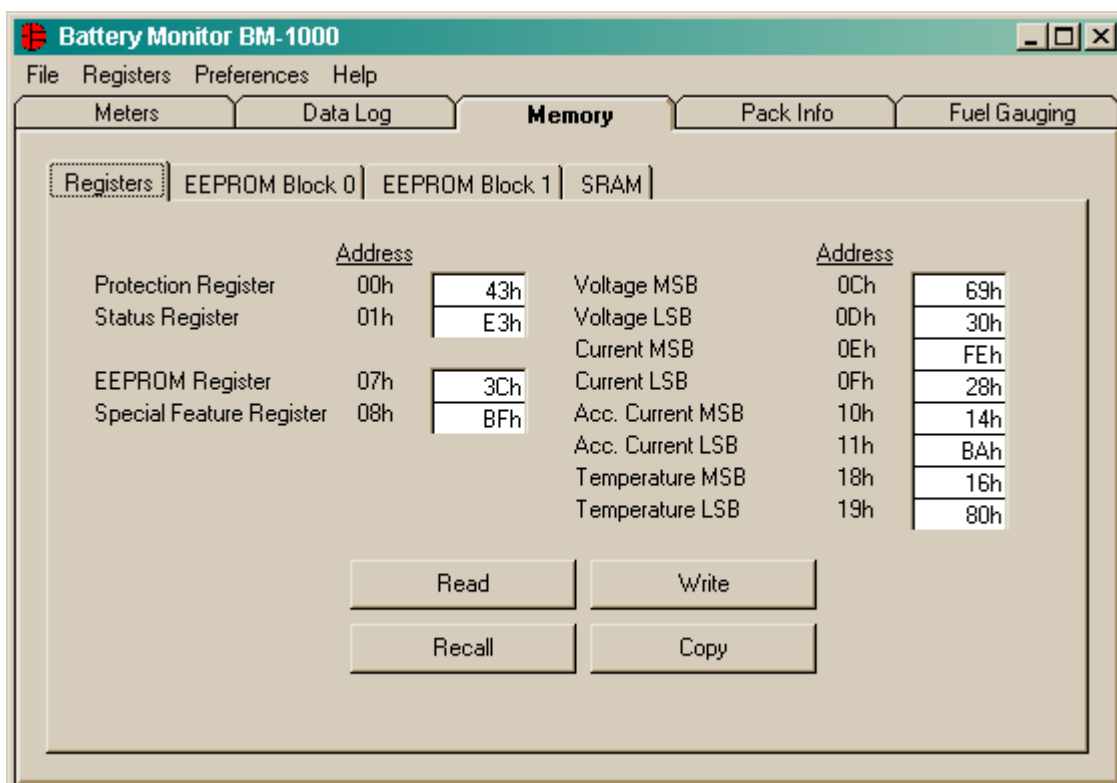 Battery Monitor BM-1000
File Registers Preferences Help
Meters Data Log Memory Pack Info Fuel Gauging
Registers EEPROM Block 0 EEPROM Block 1 SRAM
Address Address
Protection Register 00h 43h Voltage MSB 0Ch 69h
Status Register 01h E3h Voltage LSB 0Dh 30h
Current MSB 0Eh FEh
EEPROM Register 07h 3Ch Current LSB 0Fh 28h
Special Feature Register 08h BFh Acc. Current MSB 10h 14h
Acc. Current LSB 11h BAh
Temperature MSB 18h 16h
Temperature LSB 19h 80h
Read Write
Recall Copy